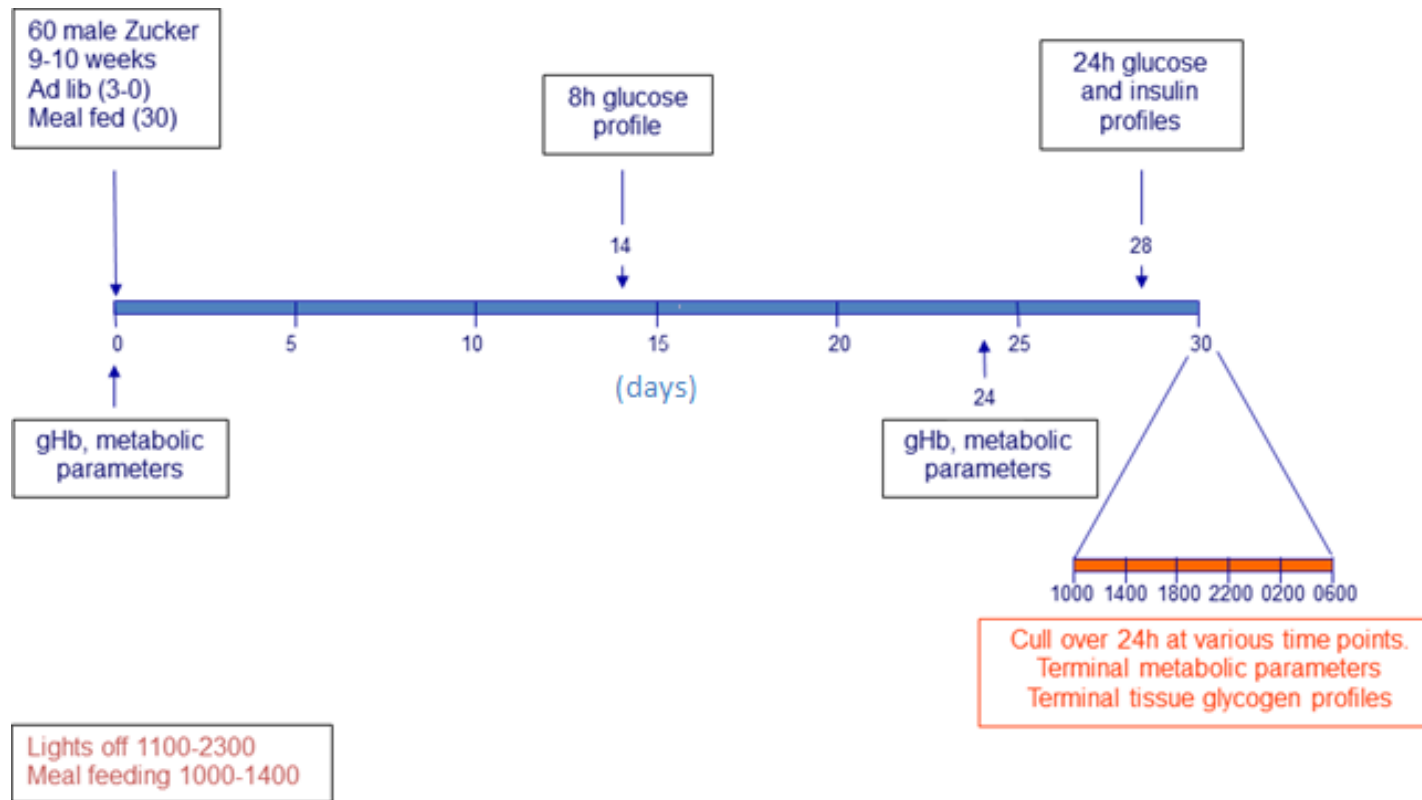 60 male Zucker
9-10 weeks
Ad lib (3-0)
Meal fed (30)
8h glucose
profile
24h glucose
and insulin
profiles
14
28
0
5
10
15
20
25
30
(days)
24
gHb, metabolic
parameters
gHb, metabolic
parameters
1000 1400 1800 2200 0200 0600
Cull over 24h at various time points.
Terminal metabolic parameters
Terminal tissue glycogen profiles
Lights off 1100-2300
Meal feeding 1000-1400